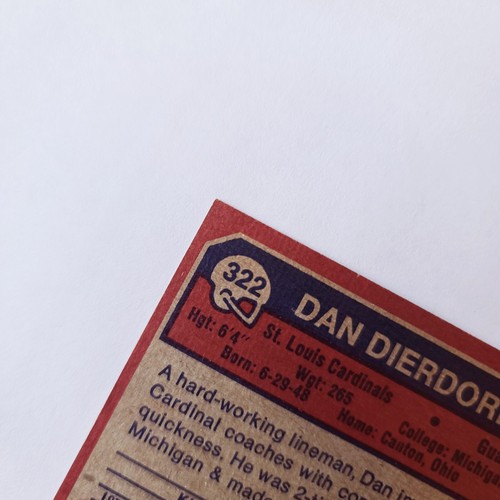 322
DAN DIERDORF
St. Louis Cardinals
Hgt: 6'4" Wgt: 265 College: Michig
Born: 6-29-48 Home: Canton, Ohio
A hard-working lineman, Dan
Cardinal coaches with
quickness. He was
Michigan & made